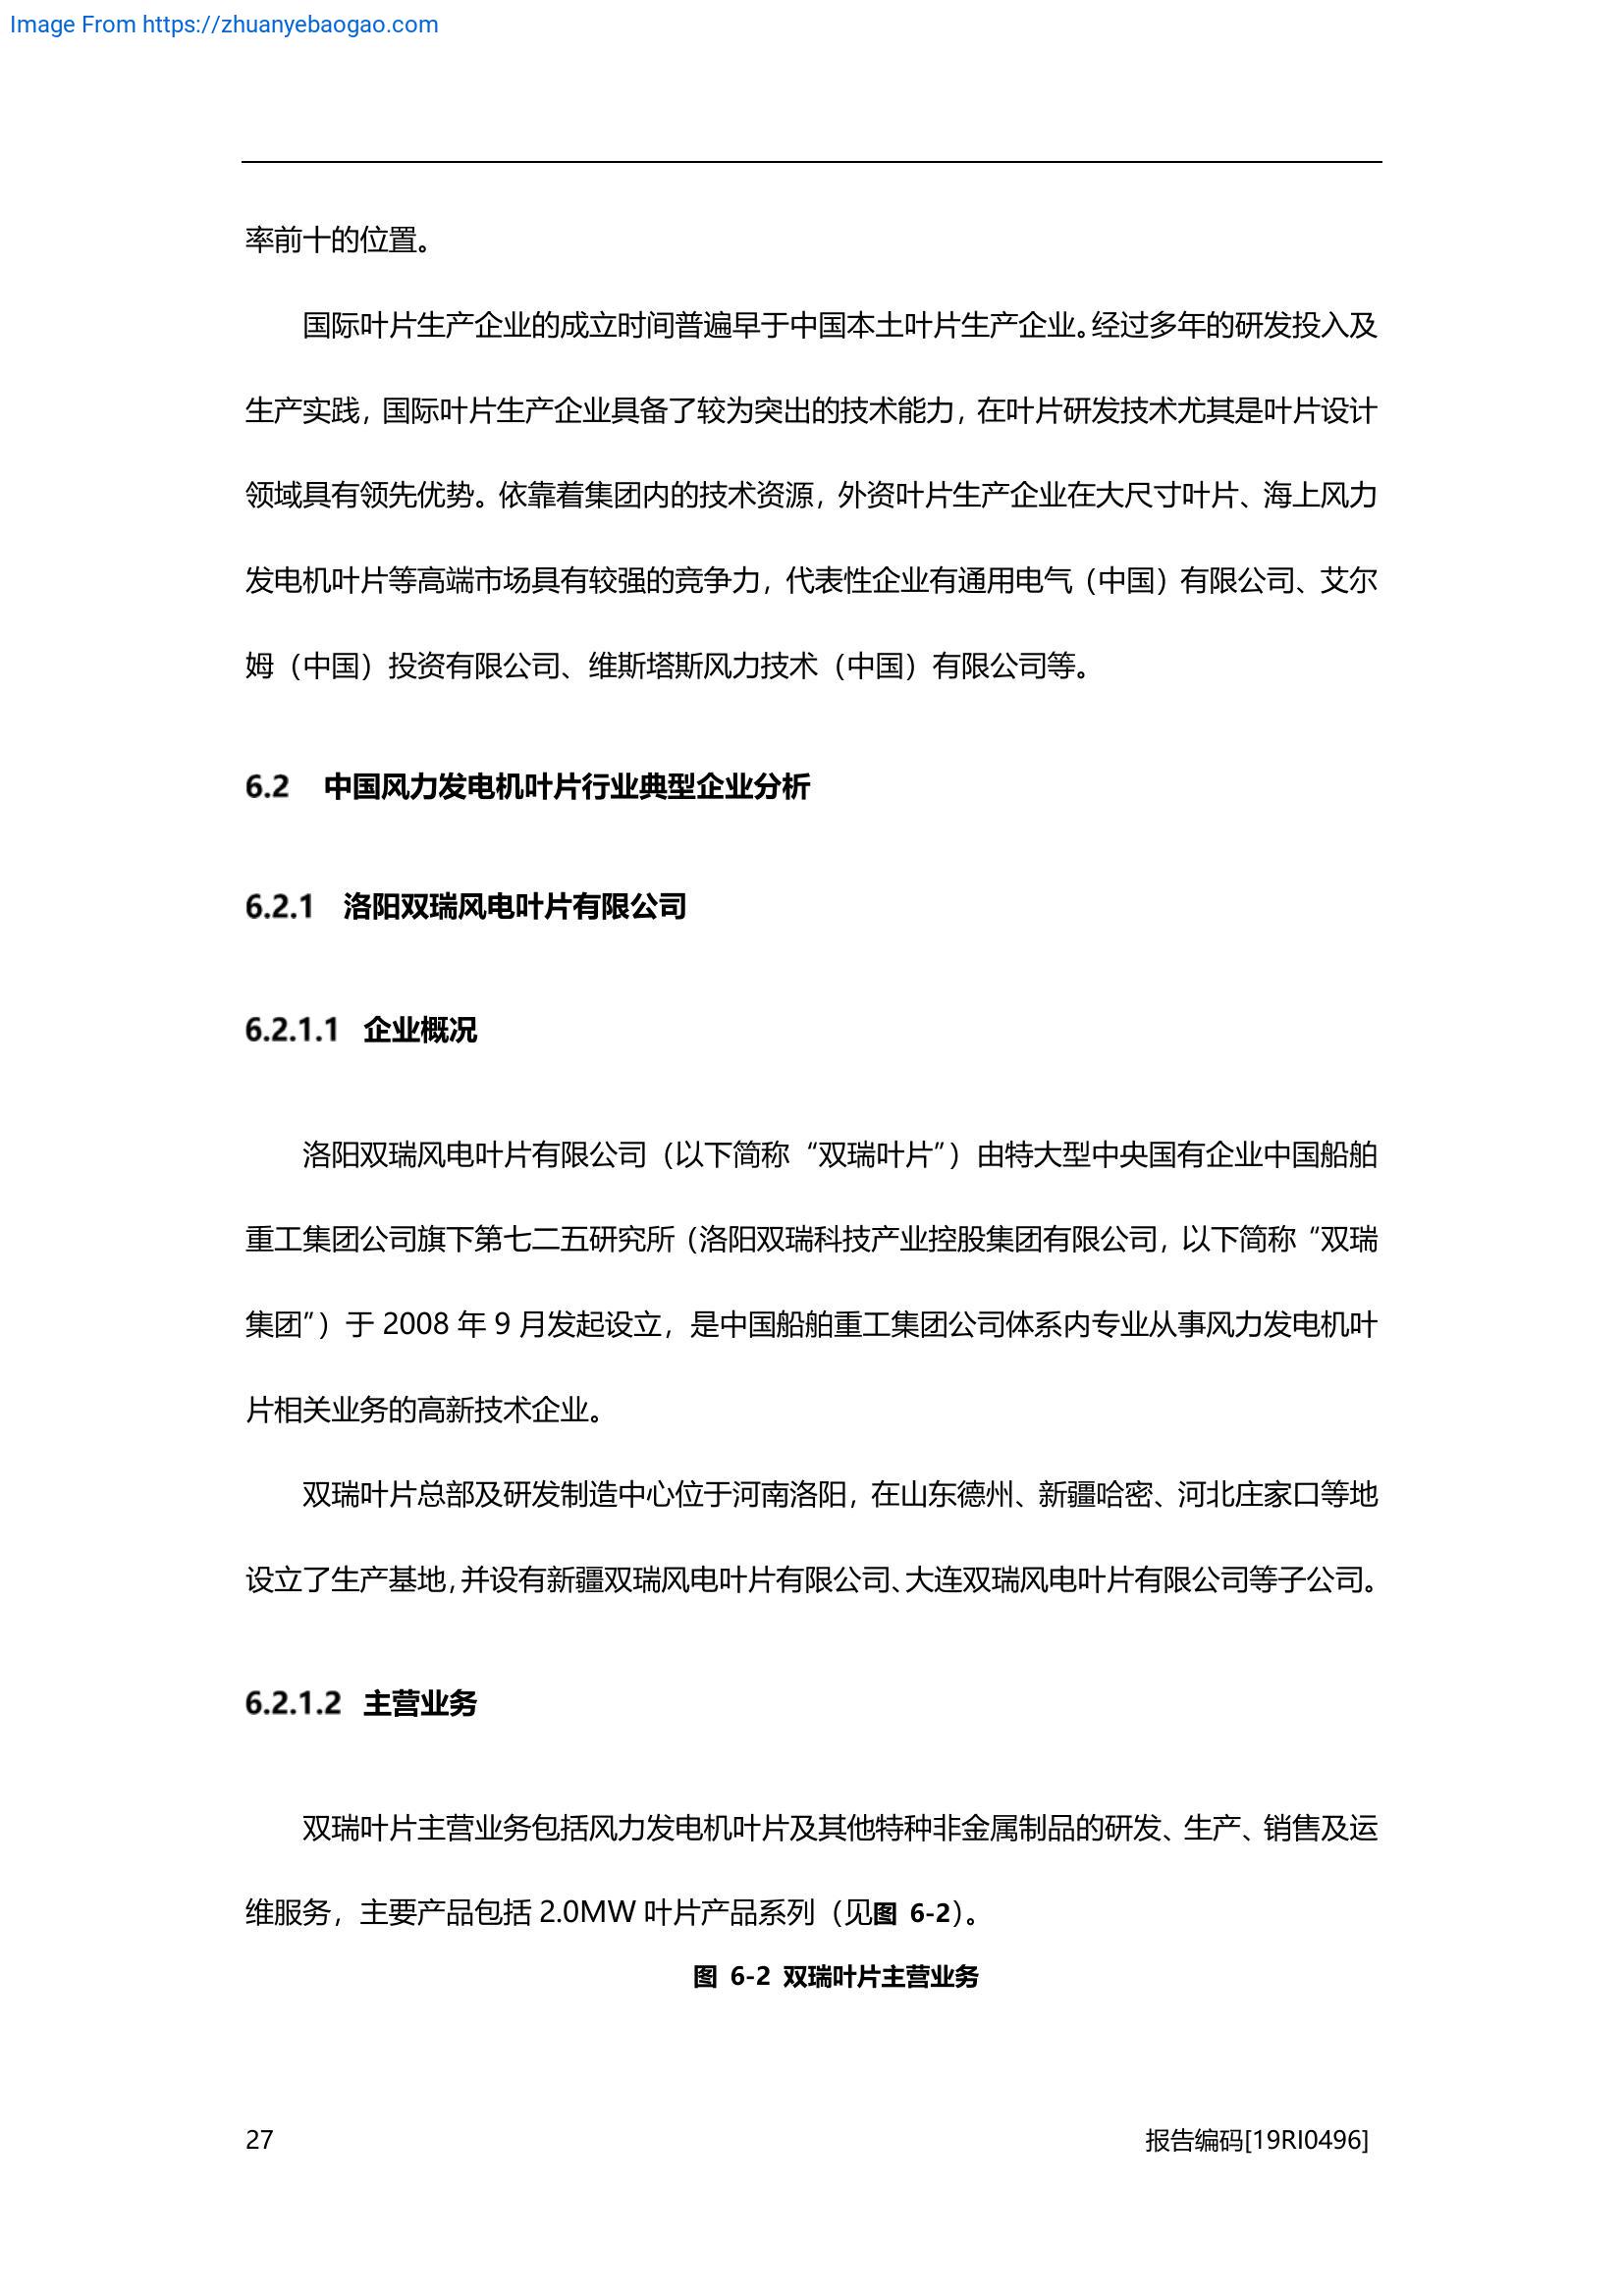 Image From https://zhuanyebaogao.com
率前十的位置。
国际叶片生产企业的成立时间普遍早于中国本土叶片生产企业。经过多年的研发投入及
生产实践，国际叶片生产企业具备了较为突出的技术能力，在叶片研发技术尤其是叶片设计
领域具有领先优势。依靠着集团内的技术资源，外资叶片生产企业在大尺寸叶片、海上风力
发电机叶片等高端市场具有较强的竞争力，代表性企业有通用电气（中国）有限公司、艾尔
姆（中国）投资有限公司、维斯塔斯风力技术（中国）有限公司等。
6.2 中国风力发电机叶片行业典型企业分析
6.2.1 洛阳双瑞风电叶片有限公司
6.2.1.1 企业概况
洛阳双瑞风电叶片有限公司（以下简称“双瑞叶片”）由特大型中央国有企业中国船舶
重工集团公司旗下第七二五研究所（洛阳双瑞科技产业控股集团有限公司，以下简称“双瑞
集团”）于 2008 年 9 月发起设立，是中国船舶重工集团公司体系内专业从事风力发电机叶
片相关业务的高新技术企业。
双瑞叶片总部及研发制造中心位于河南洛阳，在山东德州、新疆哈密、河北庄家口等地
设立了生产基地，并设有新疆双瑞风电叶片有限公司、大连双瑞风电叶片有限公司等子公司。
6.2.1.2 主营业务
双瑞叶片主营业务包括风力发电机叶片及其他特种非金属制品的研发、生产、销售及运
维服务，主要产品包括 2.0MW 叶片产品系列（见图 6-2）。
图 6-2 双瑞叶片主营业务
27 报告编码[19RI0496]